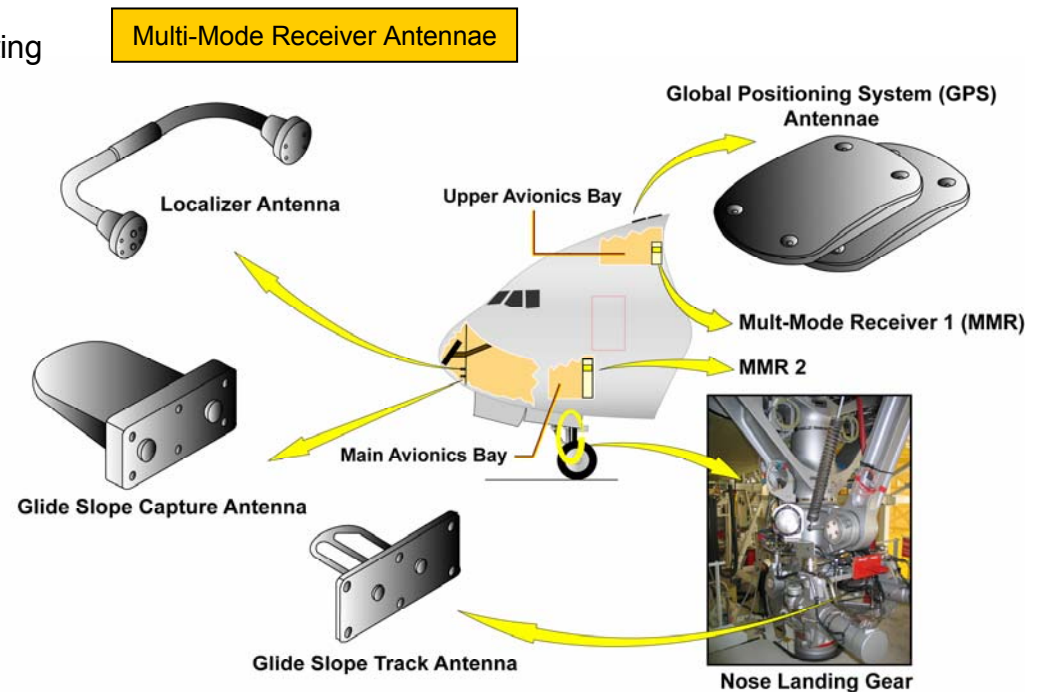 ing
Multi-Mode Receiver Antennae
Global Positioning System (GPS)
Antennae
Localizer Antenna
Upper Avionics Bay
Mult-Mode Receiver 1 (MMR)
MMR 2
Main Avionics Bay
Glide Slope Capture Antenna
Glide Slope Track Antenna
Nose Landing Gear